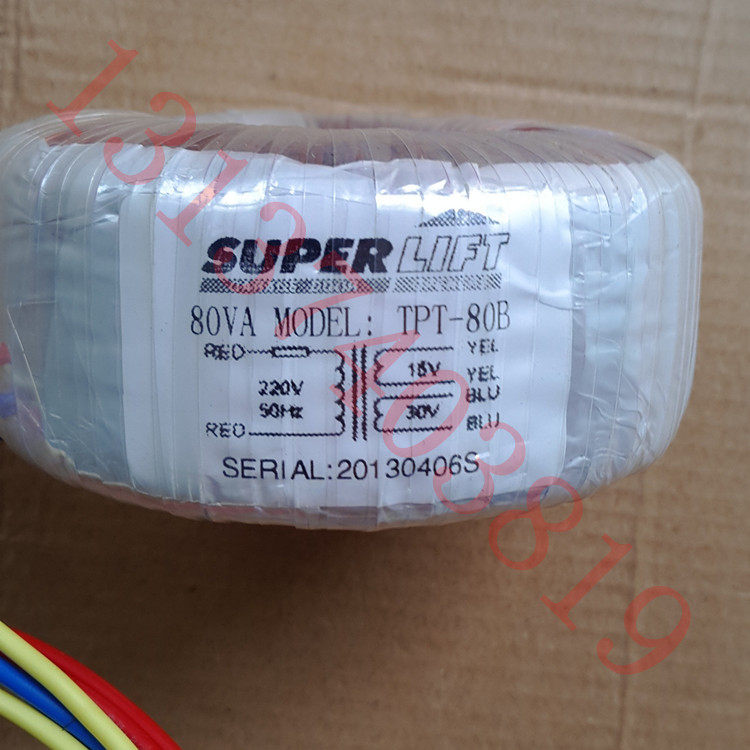 SUPER LIFT
80VA MODEL: TPT-80B
RED YEL
15V
YEL
220V
50Hz
BLU
30V
RED BLU
SERIAL:20130406S